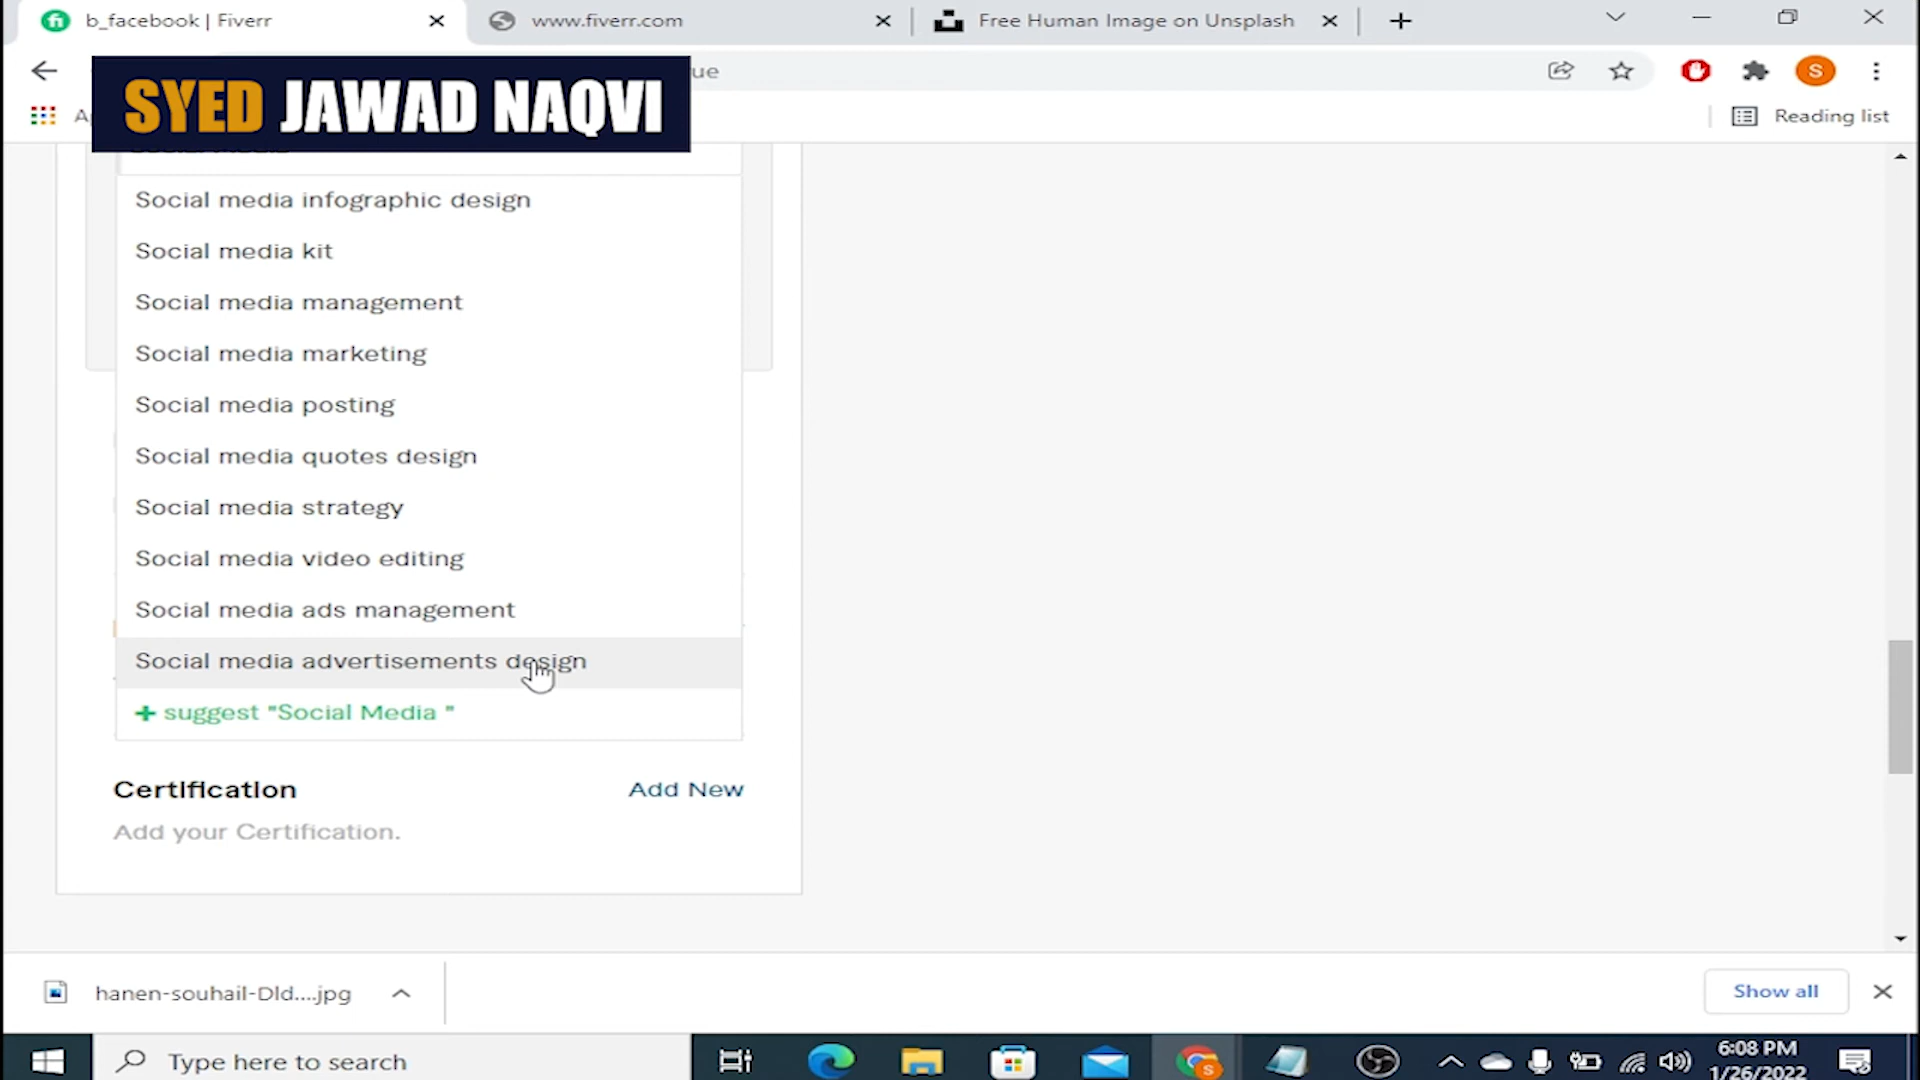 b_facebook | Fiverr
www.fiverr.com
Free Human Image on Unsplash
SYED JAWAD NAQVI
ue
Reading list
Social media infographic design
Social media kit
Social media management
Social media marketing
Social media posting
Social media quotes design
Social media strategy
Social media video editing
Social media ads management
Social media advertisements design
+ suggest "Social Media "
Certification
Add New
Add your Certification.
hanen-souhail-Dld....jpg
Show all
Type here to search
6:08 PM
1/26/2022
S
S